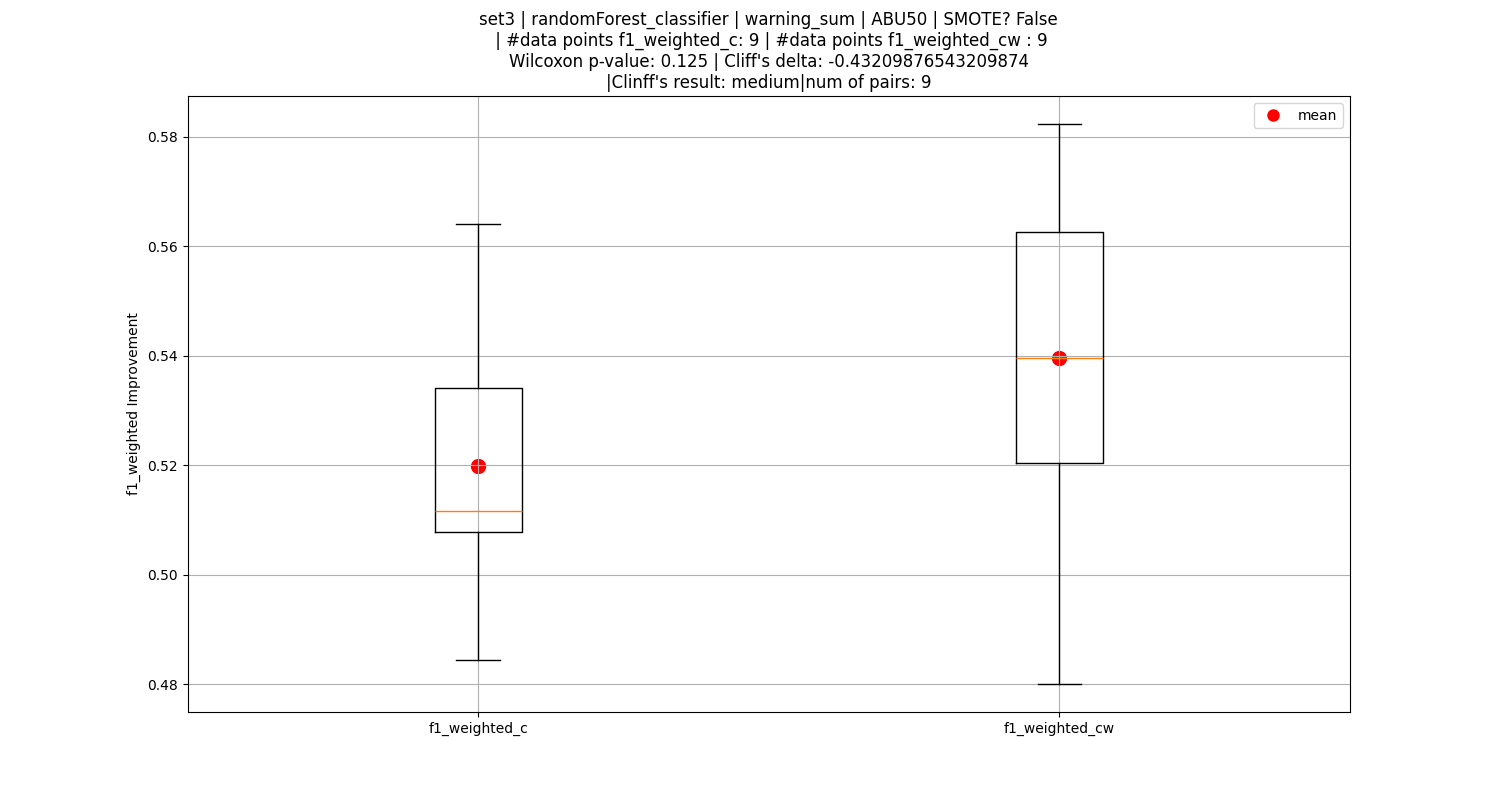 set3 | randomForest_classifier | warning_sum | ABU50 | SMOTE? False
| #data points f1_weighted_c: 9 | #data points f1_weighted_cw : 9
Wilcoxon p-value: 0.125 | Cliff's delta: -0.43209876543209874
|Clinff's result: medium|num of pairs: 9
mean
0.58
0.56
0.54
0.52
0.50
0.48
f1_weighted Improvement
f1_weighted_c
f1_weighted_cw